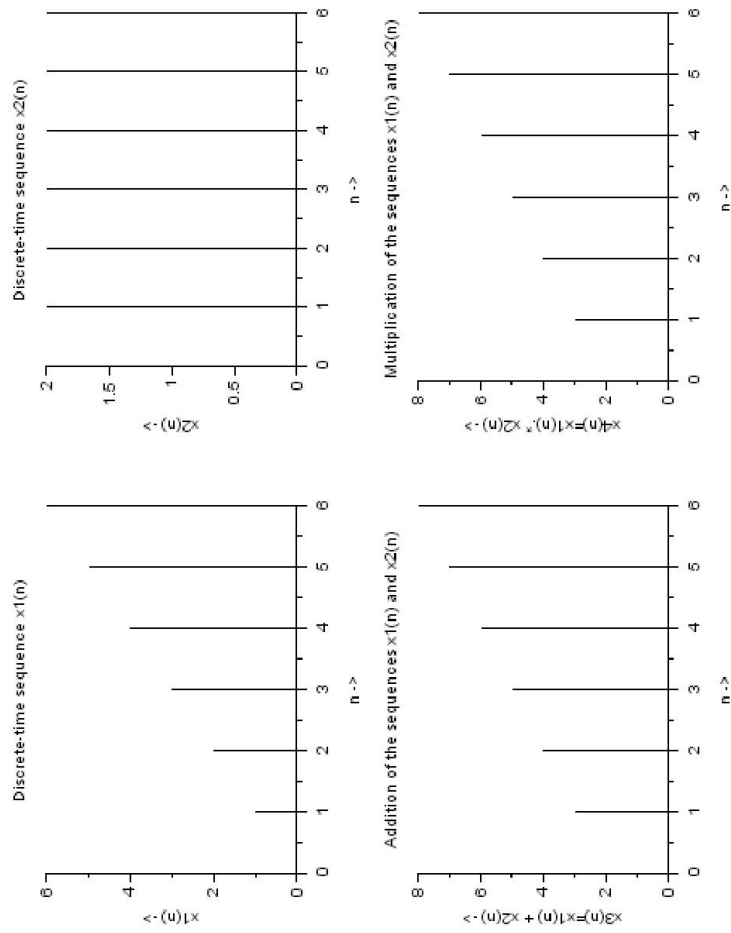 Discrete-time sequence x1(n)
6
4
2
0
x1(n) ->
0 1 2 3 4 5 6
n ->
Discrete-time sequence x2(n)
2
1.5
1
0.5
0
x2(n) ->
0 1 2 3 4 5 6
n ->
Addition of the sequences x1(n) and x2(n)
8
6
4
2
0
x3(n)=x1(n) + x2(n) ->
0 1 2 3 4 5 6
n ->
Multiplication of the sequences x1(n) and x2(n)
8
6
4
2
0
x4(n)=x1(n).* x2(n) ->
0 1 2 3 4 5 6
n ->